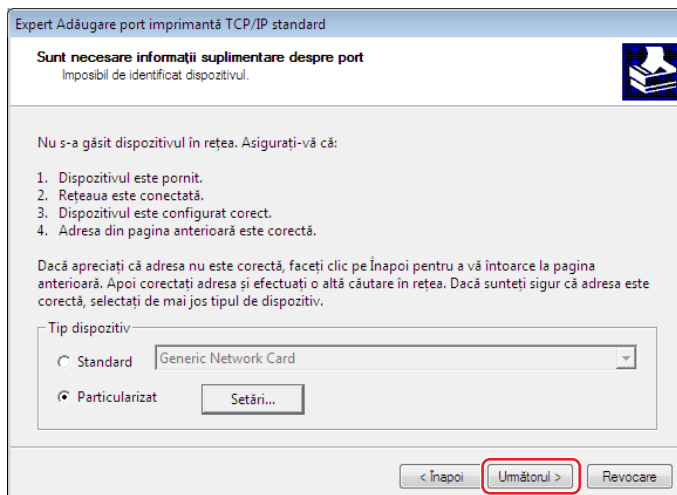 Expert Adăugare port imprimantă TCP/IP standard
Sunt necesare informații suplimentare despre port
Imposibil de identificat dispozitivul.
Nu s-a găsit dispozitivul în rețea. Asigurați-vă că:
1. Dispozitivul este pornit.
2. Rețeaua este conectată.
3. Dispozitivul este configurat corect.
4. Adresa din pagina anterioară este corectă.
Dacă apreciați că adresa nu este corectă, faceți clic pe Înapoi pentru a vă întoarce la pagina
anterioară. Apoi corectați adresa și efectuați o altă căutare în rețea. Dacă sunteți sigur că adresa este
corectă, selectați de mai jos tipul de dispozitiv.
Tip dispozitiv
Standard Generic Network Card
Particularizat Setări...
< Înapoi Următorul > Revocare